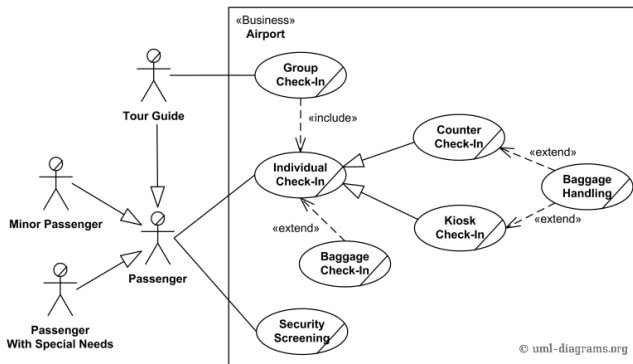 «Business»
Airport
Group
Check-In
Tour Guide
«include»
Counter
Check-In
«extend»
Individual
Check-In
Baggage
Handling
Minor Passenger
Kiosk
Check-In
«extend»
«extend»
Passenger
Baggage
Check-In
Passenger
With Special Needs
Security
Screening
© uml-diagrams.org